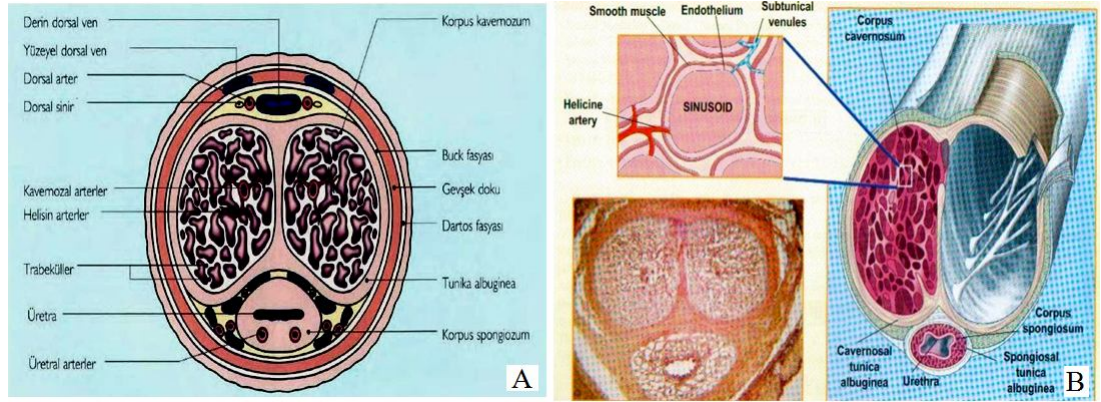 Derin dorsal ven
Yüzeyel dorsal ven
Dorsal arter
Dorsal sinir
Kavernozal arterler
Helisin arterler
Trabeküller
Üretra
Üretral arterler
Korpus kavernozum
Buck fasyası
Gevşek doku
Dartos fasyası
Tunika albuginea
Korpus spongiozum
A
Smooth muscle
Endothelium
Subtunical
venules
Helicine
artery
SINUSOID
Corpus
cavernosum
Cavernosal
tunica
albuginea
Urethra
Corpus
spongiosum
Spongiosal
tunica
albuginea
B